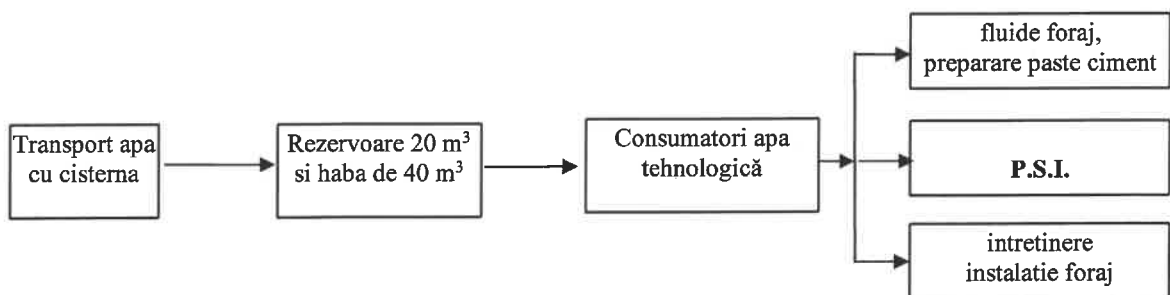 Transport apa
cu cisterna
Rezervoare 20 m³
si haba de 40 m³
Consumatori apa
tehnologică
fluide foraj,
preparare paste ciment
P.S.I.
intretinere
instalatie foraj